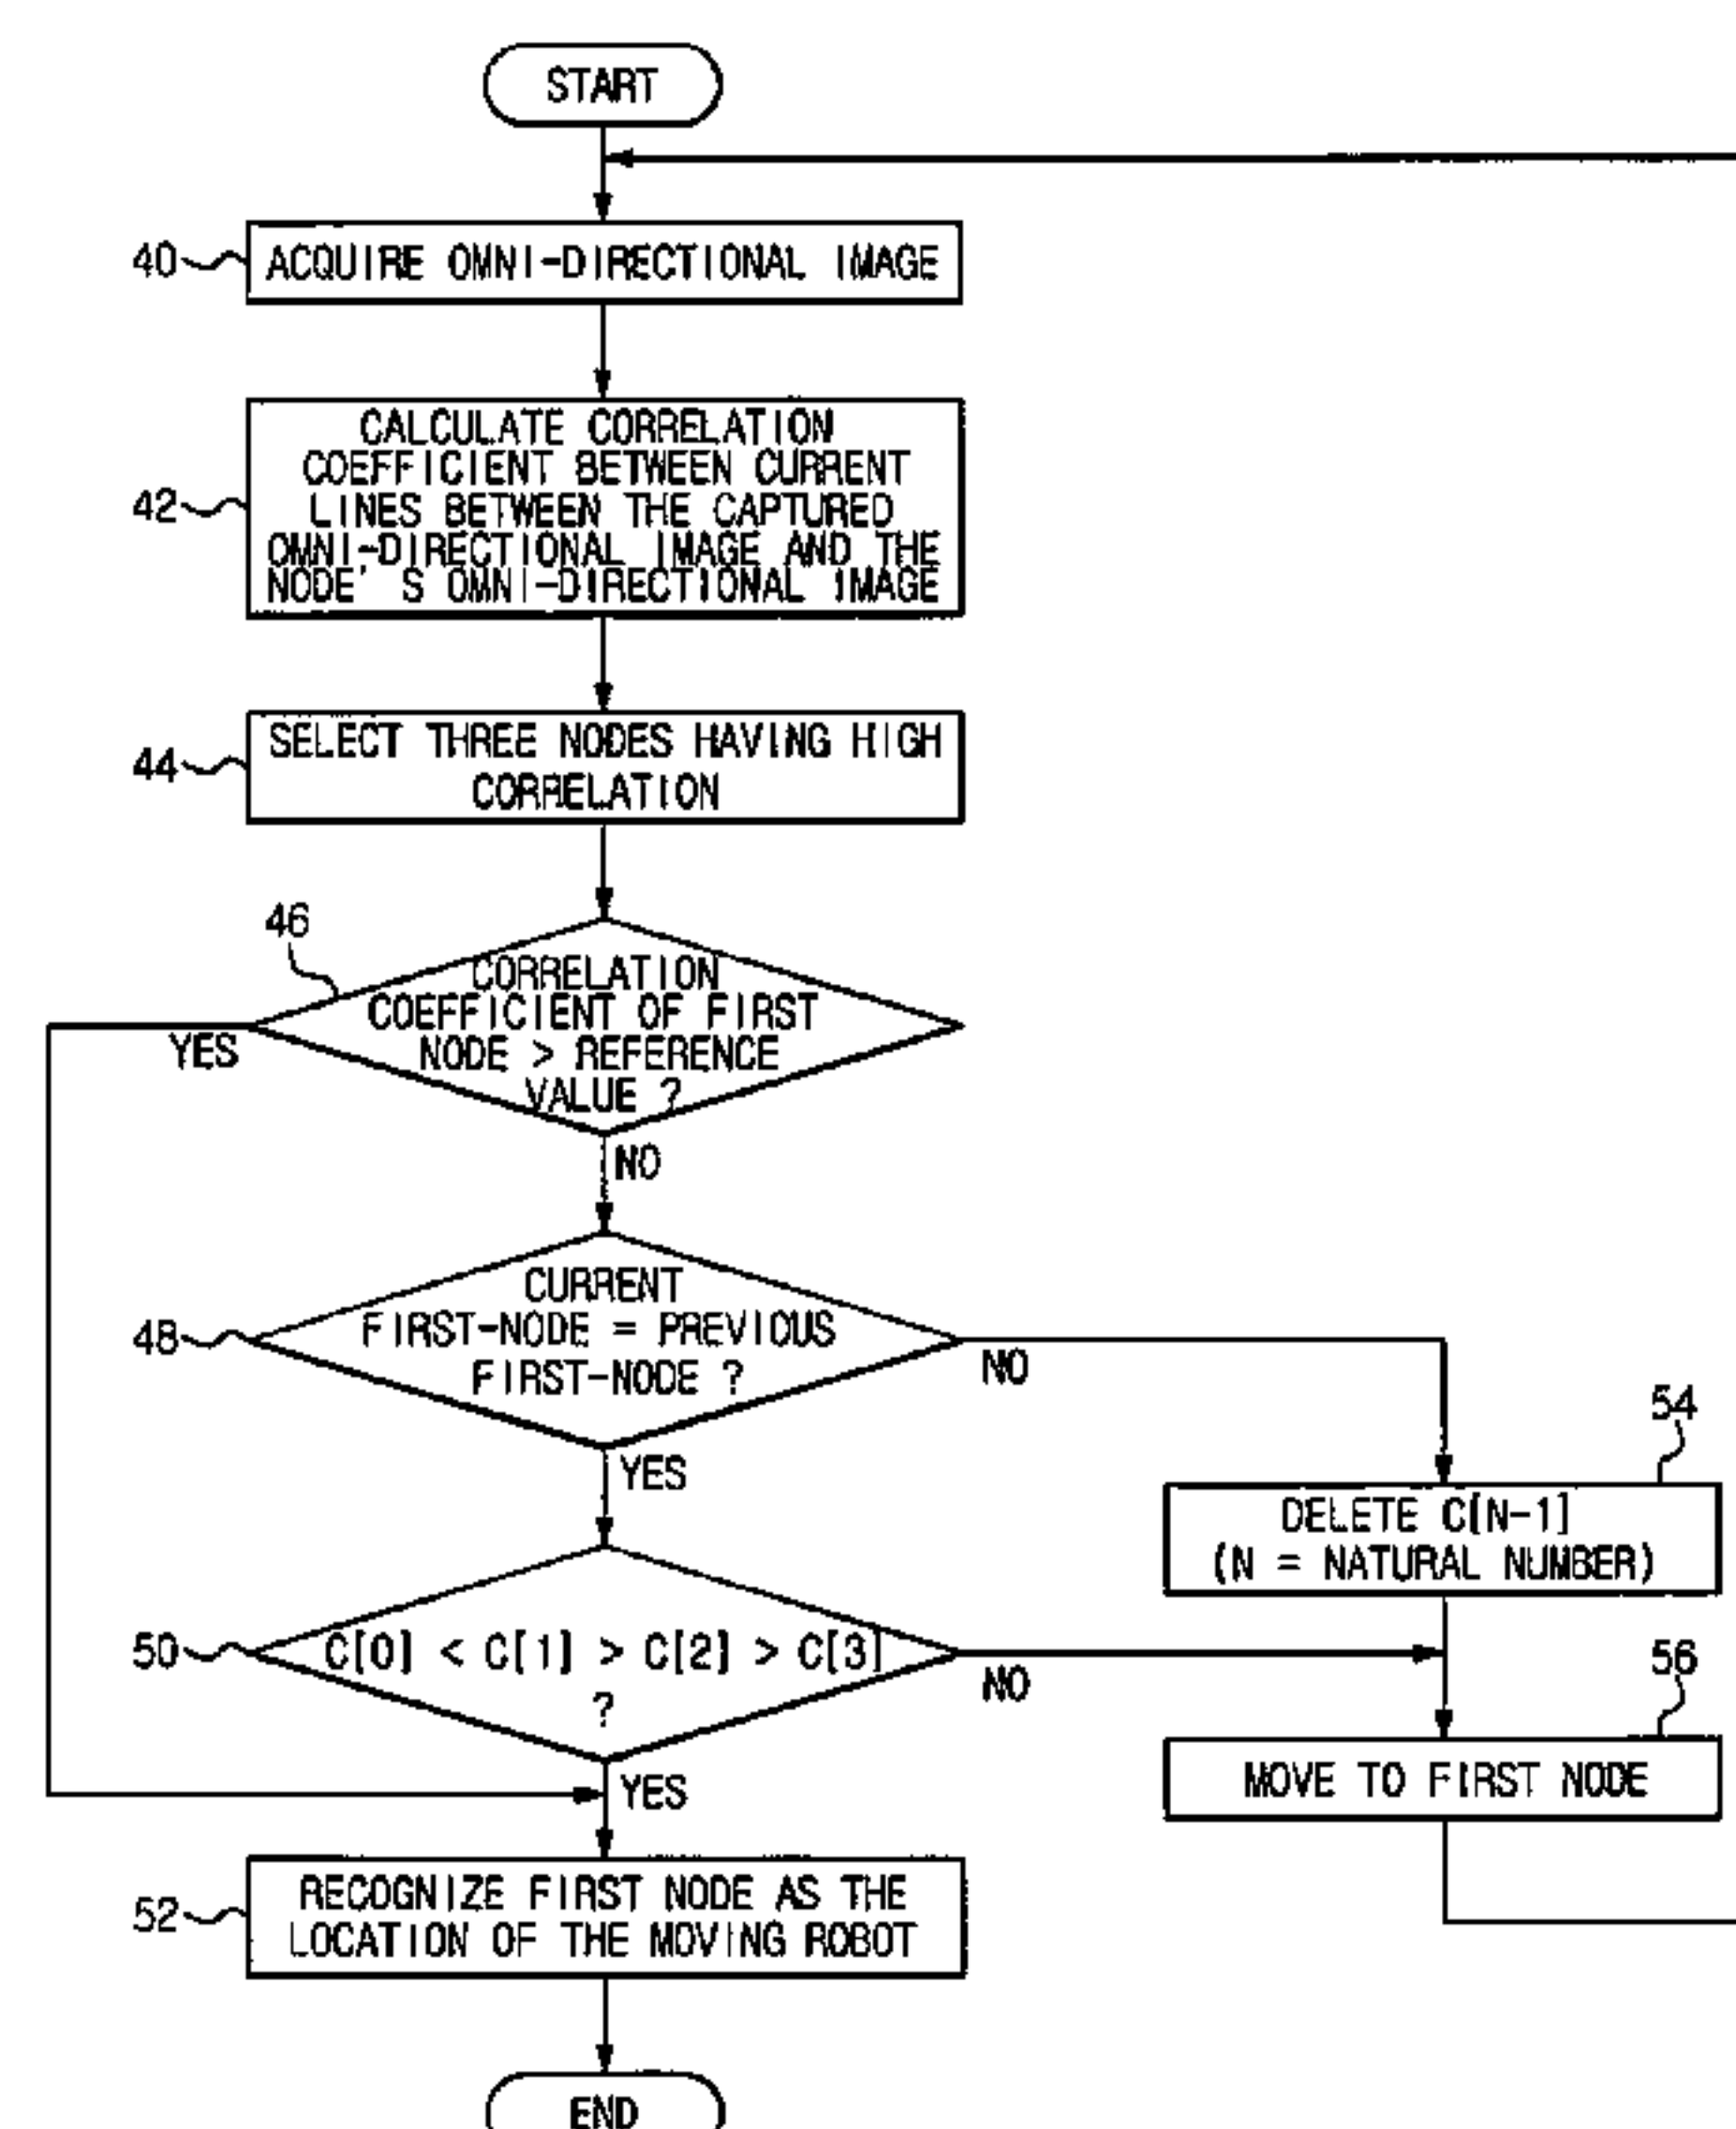 START
40
ACQUIRE OMNI-DIRECTIONAL IMAGE
42
CALCULATE CORRELATION
COEFFICIENT BETWEEN CURRENT
LINES BETWEEN THE CAPTURED
OMNI-DIRECTIONAL IMAGE AND THE
NODE'S OMNI-DIRECTIONAL IMAGE
44
SELECT THREE NODES HAVING HIGH
CORRELATION
46
CORRELATION
COEFFICIENT OF FIRST
NODE > REFERENCE
VALUE ?
YES
NO
48
CURRENT
FIRST-NODE = PREVIOUS
FIRST-NODE ?
NO
YES
54
DELETE C[N-1]
(N = NATURAL NUMBER)
50
C[0] < C[1] > C[2] > C[3]
?
NO
YES
56
MOVE TO FIRST NODE
52
RECOGNIZE FIRST NODE AS THE
LOCATION OF THE MOVING ROBOT
END